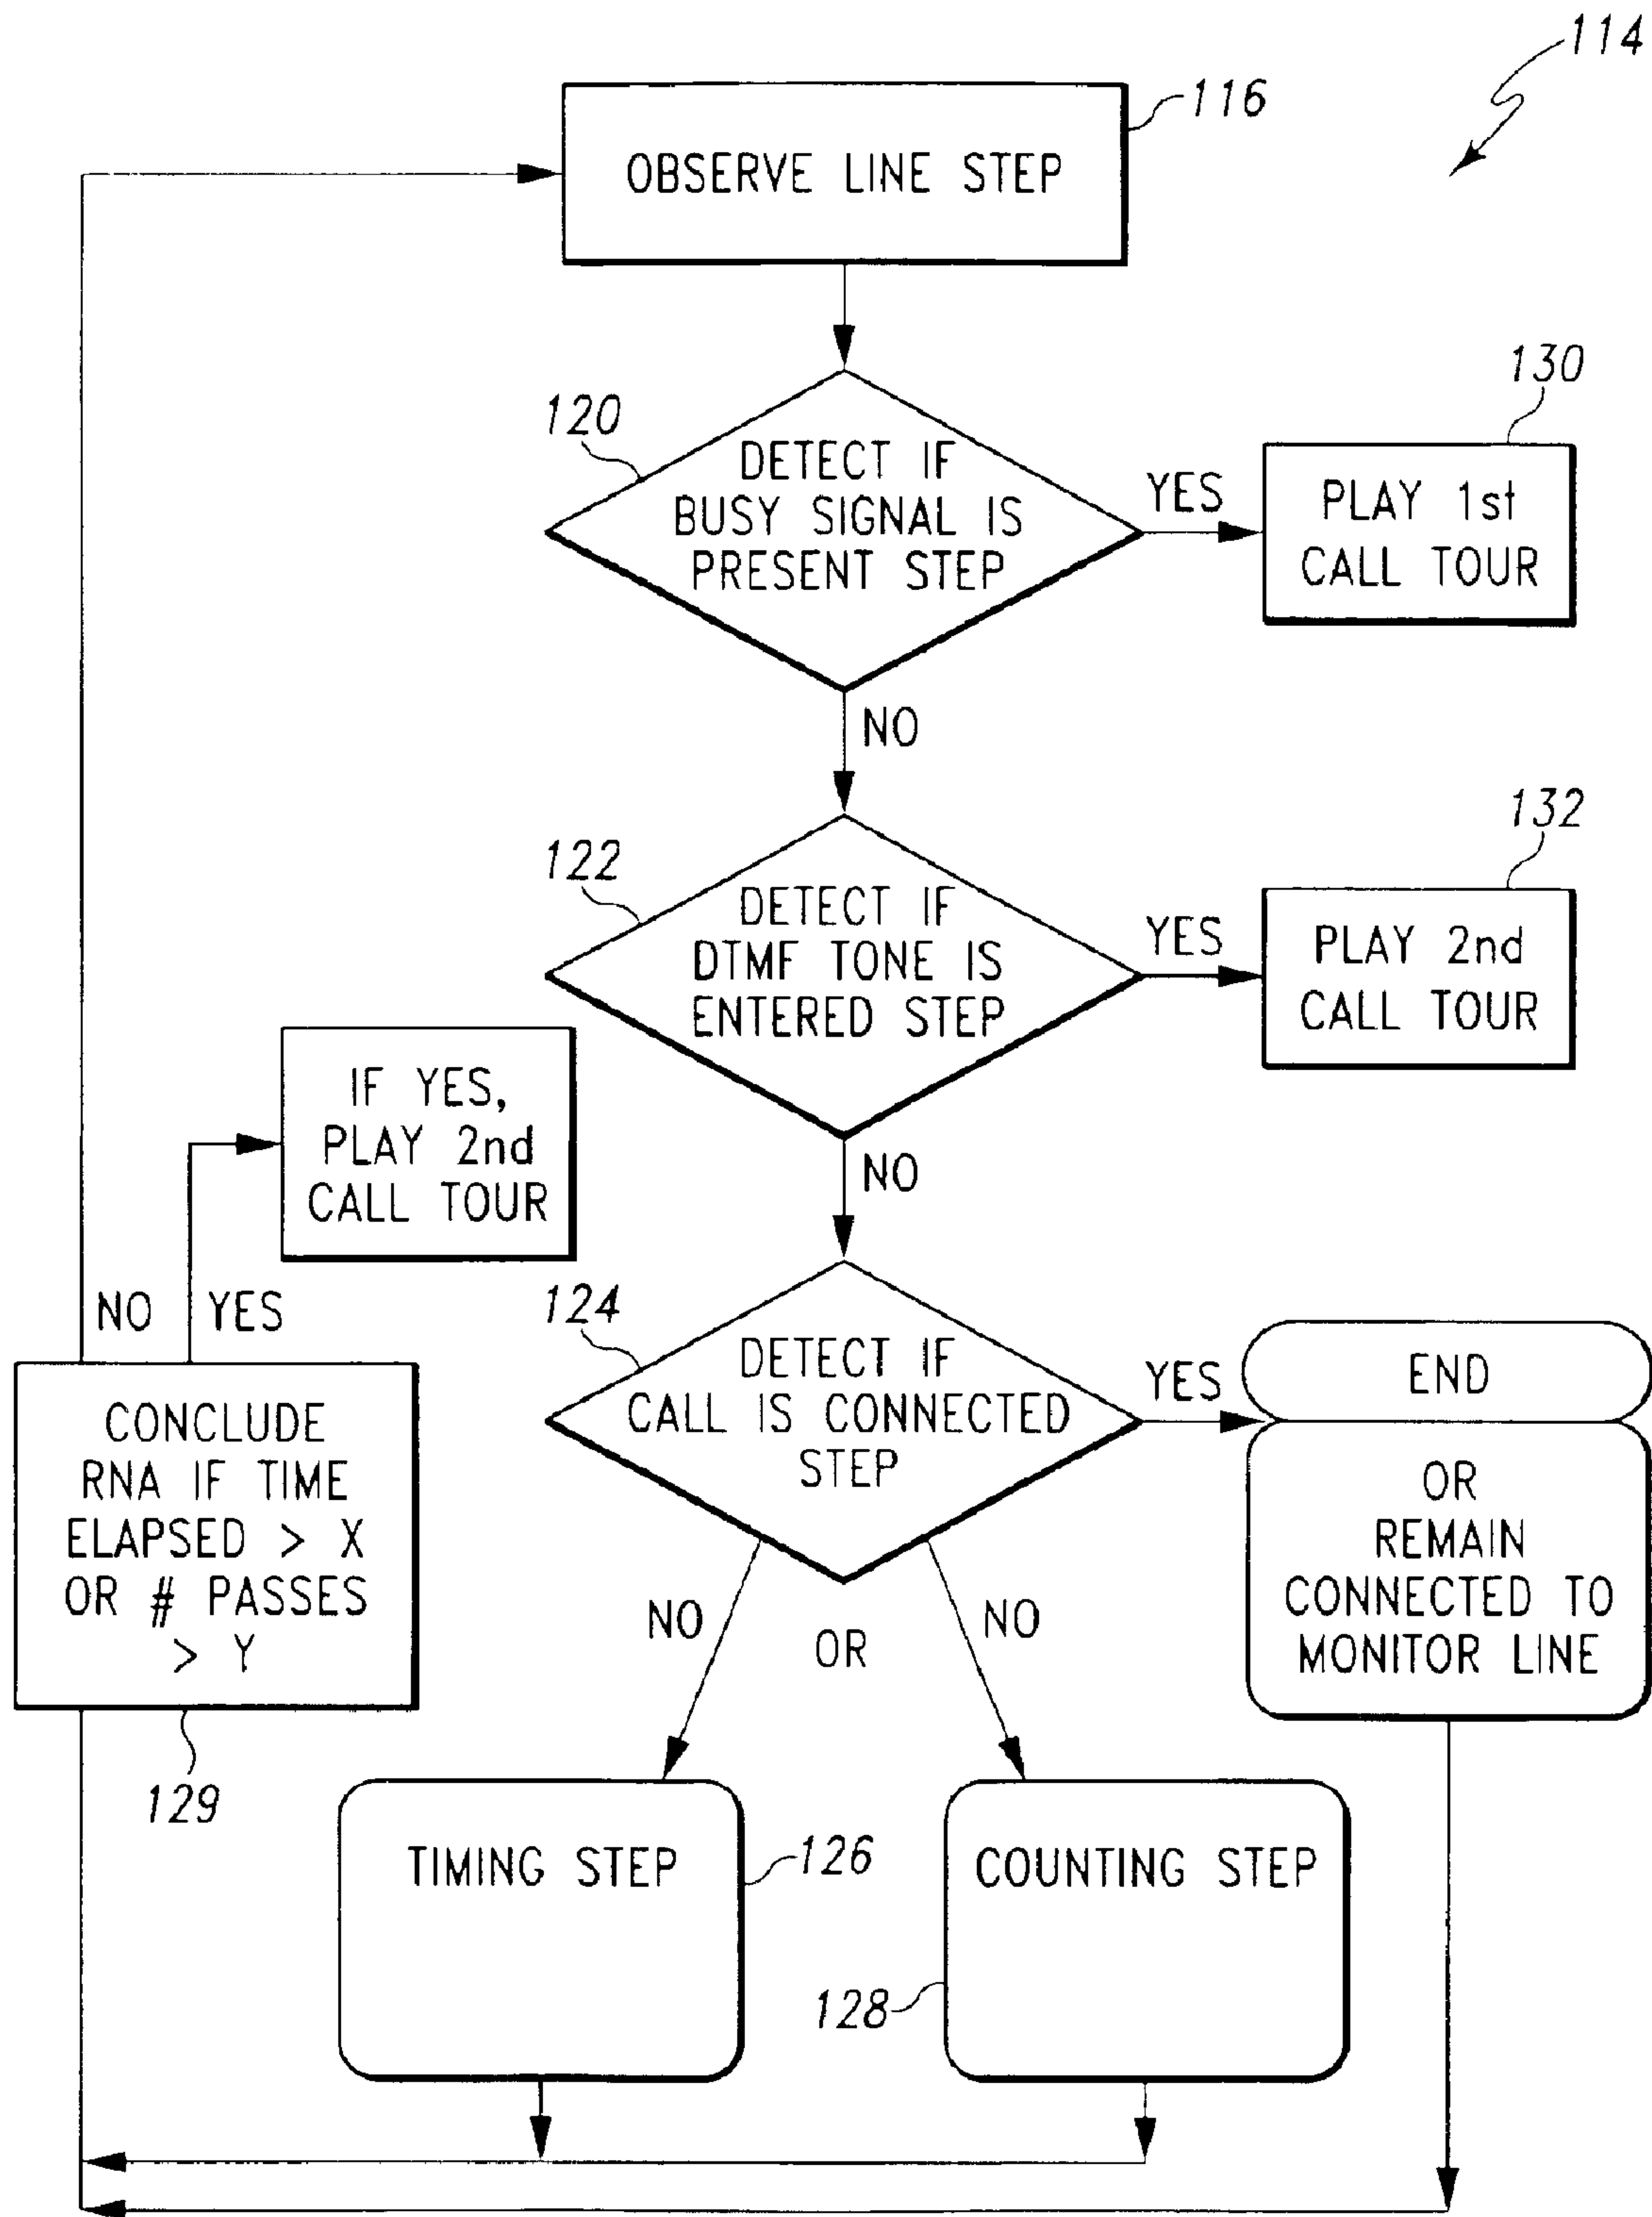 114
116
OBSERVE LINE STEP
120
DETECT IF
BUSY SIGNAL IS
PRESENT STEP
YES
130
PLAY 1st
CALL TOUR
NO
122
DETECT IF
DTMF TONE IS
ENTERED STEP
YES
132
PLAY 2nd
CALL TOUR
NO
IF YES,
PLAY 2nd
CALL TOUR
NO
YES
124
DETECT IF
CALL IS CONNECTED
STEP
YES
END
OR
REMAIN
CONNECTED TO
MONITOR LINE
CONCLUDE
RNA IF TIME
ELAPSED > X
OR # PASSES
> Y
129
NO
OR
NO
TIMING STEP
126
COUNTING STEP
128